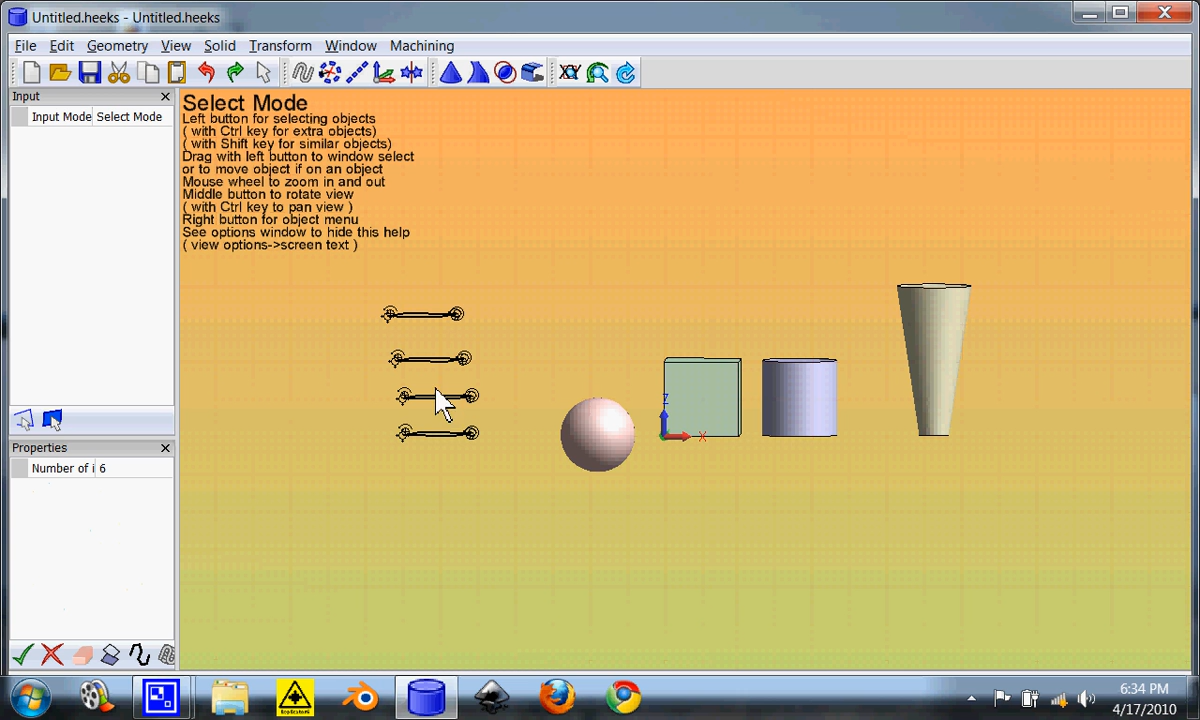 Untitled.heeks - Untitled.heeks
File Edit Geometry View Solid Transform Window Machining
Input
Input Mode Select Mode
Select Mode
Left button for selecting objects
( with Ctrl key for extra objects)
( with Shift key for similar objects)
Drag with left button to window select
or to move object if on an object
Mouse wheel to zoom in and out
Middle button to rotate view
( with Ctrl key to pan view )
Right button for object menu
See options window to hide this help
( view options->screen text )
Z
X
Properties
Number of i 6
6:34 PM
4/17/2010